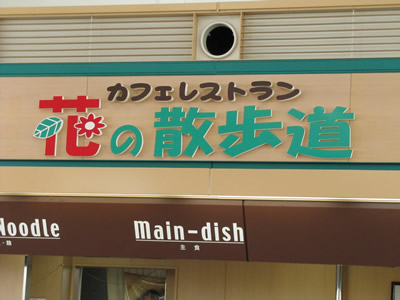 カフェレストラン
花の散歩道
Noodle
Main-dish
主食